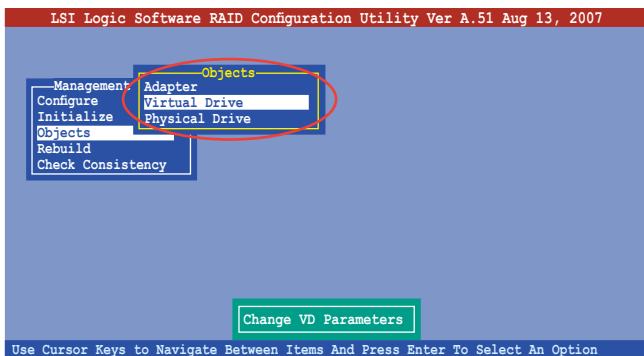 LSI Logic Software RAID Configuration Utility Ver A.51 Aug 13, 2007
Objects
Adapter
Virtual Drive
Physical Drive
Management
Configure
Initialize
Objects
Rebuild
Check Consistency
Change VD Parameters
Use Cursor Keys to Navigate Between Items And Press Enter To Select An Option